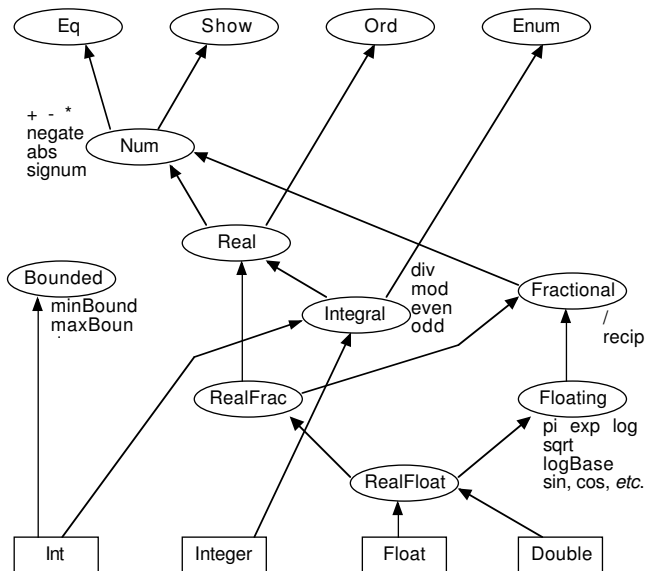 Eq Show Ord Enum
+ - *
negate
abs
signum
Num
Real
Bounded
minBound
maxBoun
div
mod
even
odd
Integral
Fractional
/
recip
RealFrac
Floating
pi exp log
sqrt
logBase
sin, cos, etc.
RealFloat
Int Integer Float Double